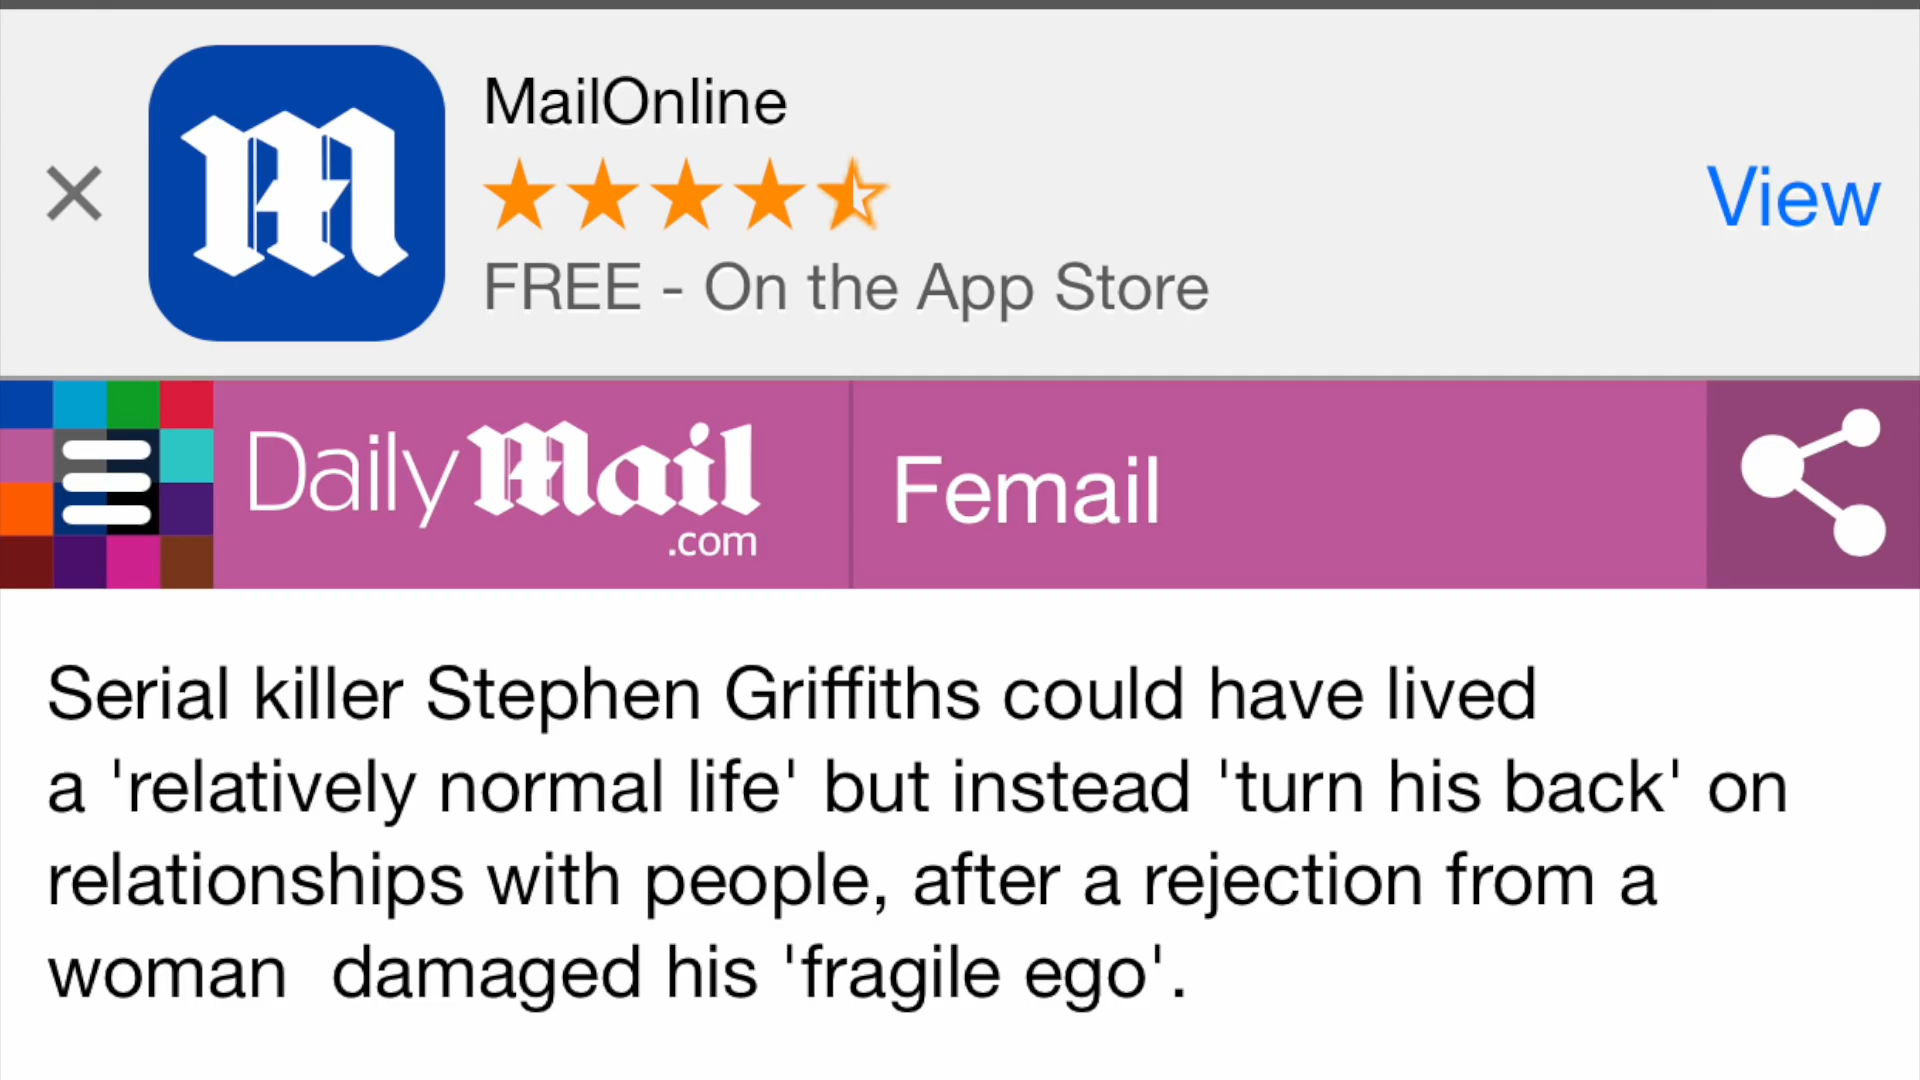 MailOnline
FREE - On the App Store
View
Daily Mail
.com
Femail
Serial killer Stephen Griffiths could have lived
a 'relatively normal life' but instead 'turn his back' on
relationships with people, after a rejection from a
woman  damaged his 'fragile ego'.